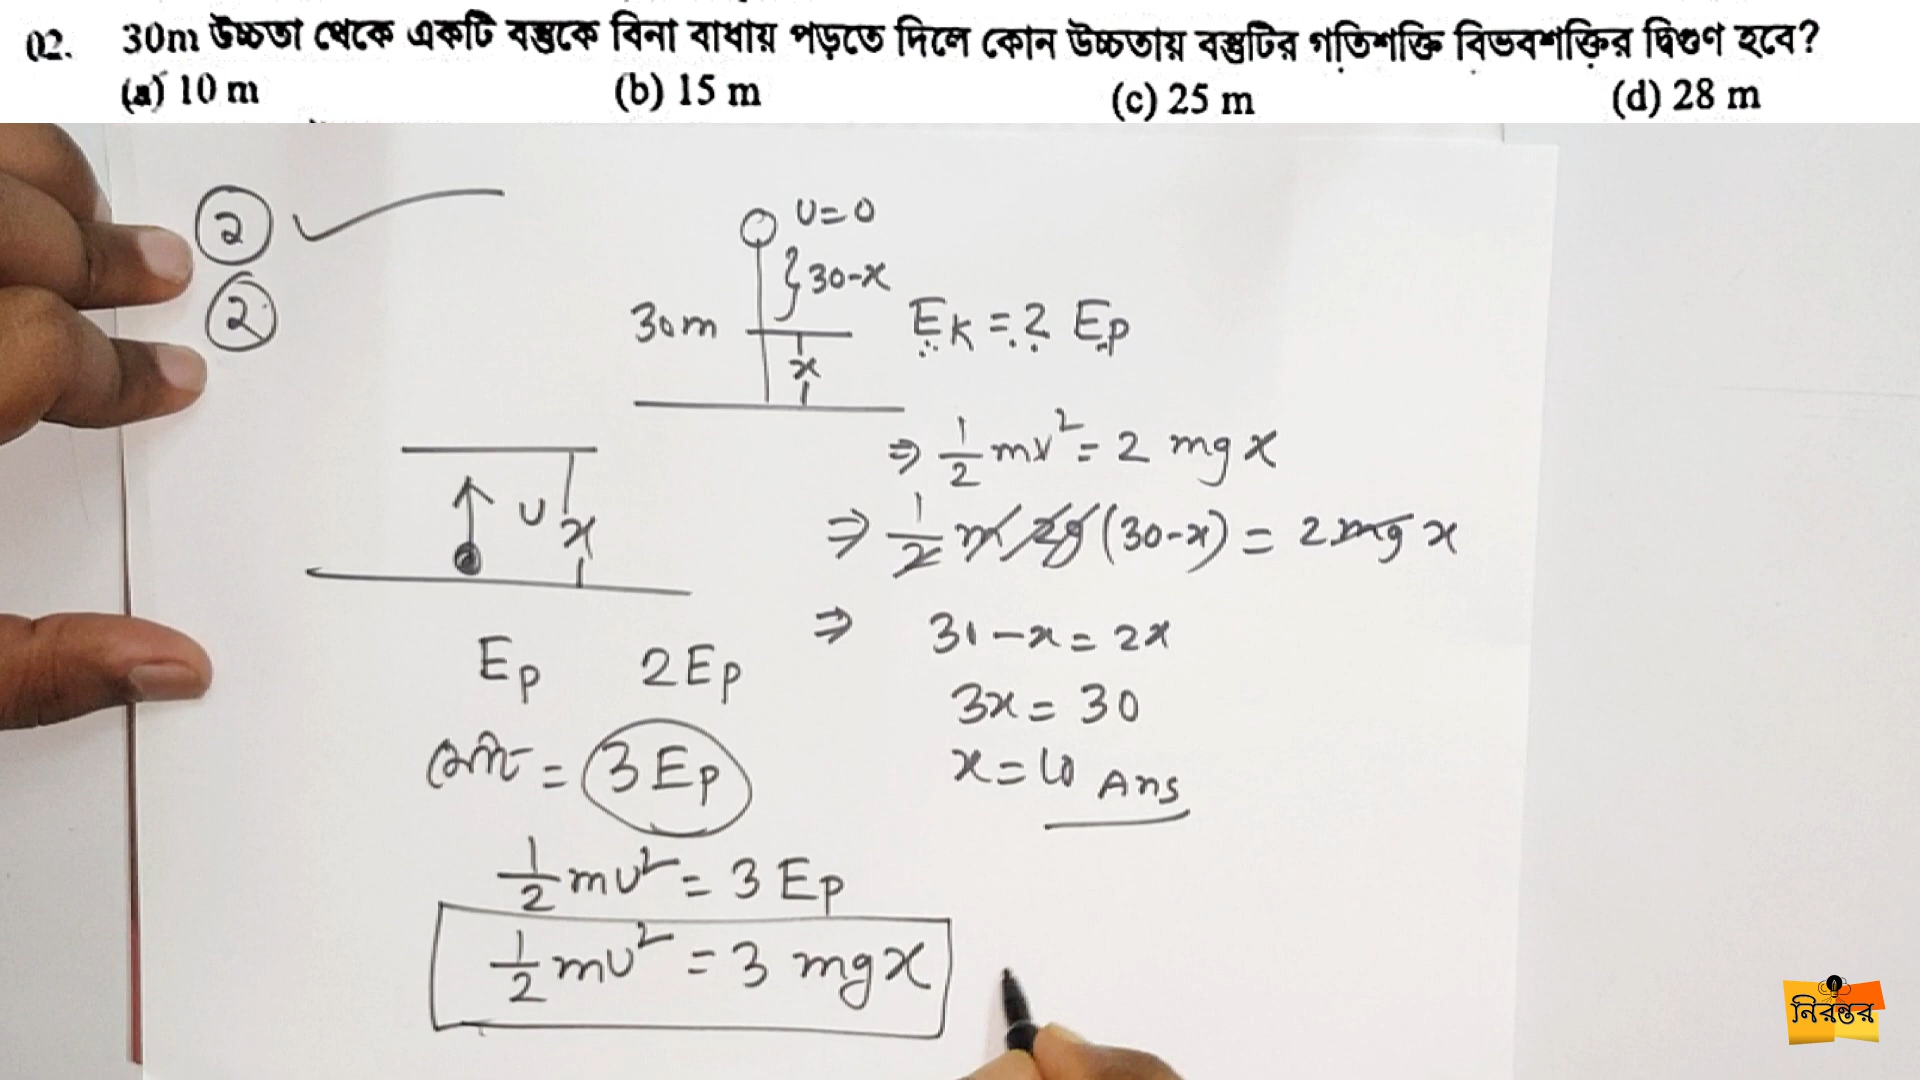 02. 30m উচ্চতা থেকে একটি বস্তুকে বিনা বাধায় পড়তে দিলে কোন উচ্চতায় বস্তুটির গতিশক্তি বিভবশক্তির দ্বিগুণ হবে?
(a) 10 m (b) 15 m (c) 25 m (d) 28 m
2
2
U=0
30-x
30m
x
Ek = 2 Ep
⇒ 1/2 mv² = 2 mgx
⇒ 1/2 m 2g (30-x) = 2mg x
⇒ 30 - x = 2x
3x = 30
x = 10 Ans
U x
Ep 2Ep
= 3Ep
1/2 mu² = 3 Ep
1/2 mu² = 3 mgx
নিরন্তর